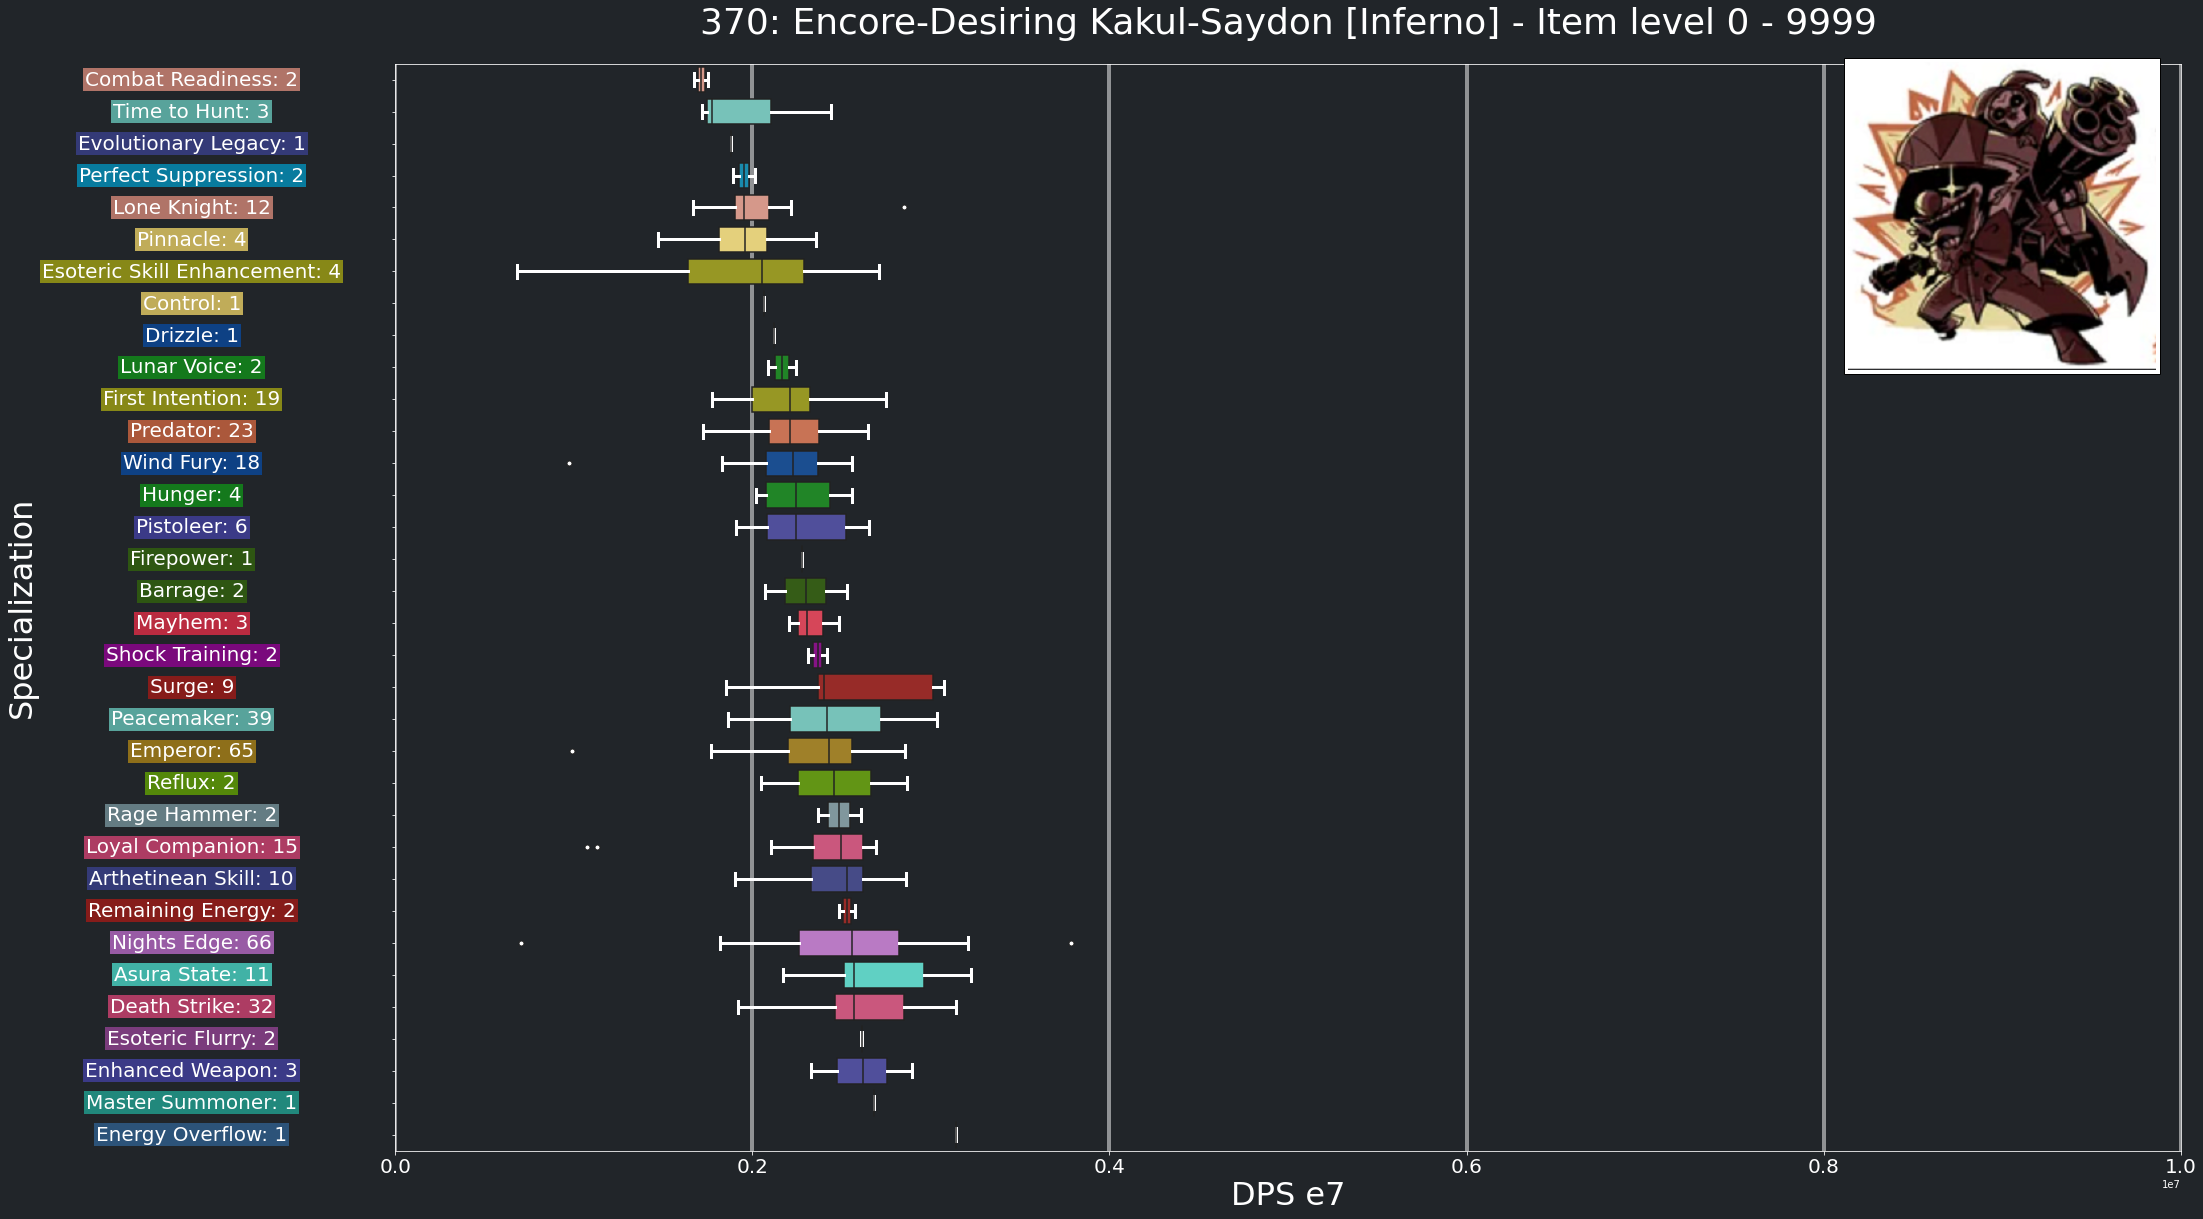 370: Encore-Desiring Kakul-Saydon [Inferno] - Item level 0 - 9999
Combat Readiness: 2
Time to Hunt: 3
Evolutionary Legacy: 1
Perfect Suppression: 2
Lone Knight: 12
Pinnacle: 4
Esoteric Skill Enhancement: 4
Control: 1
Drizzle: 1
Lunar Voice: 2
First Intention: 19
Predator: 23
Wind Fury: 18
Hunger: 4
Pistoleer: 6
Firepower: 1
Barrage: 2
Mayhem: 3
Shock Training: 2
Surge: 9
Peacemaker: 39
Emperor: 65
Reflux: 2
Rage Hammer: 2
Loyal Companion: 15
Arthetinean Skill: 10
Remaining Energy: 2
Nights Edge: 66
Asura State: 11
Death Strike: 32
Esoteric Flurry: 2
Enhanced Weapon: 3
Master Summoner: 1
Energy Overflow: 1
Specialization
0.0 0.2 0.4 0.6 0.8 1.0
1e7
DPS e7